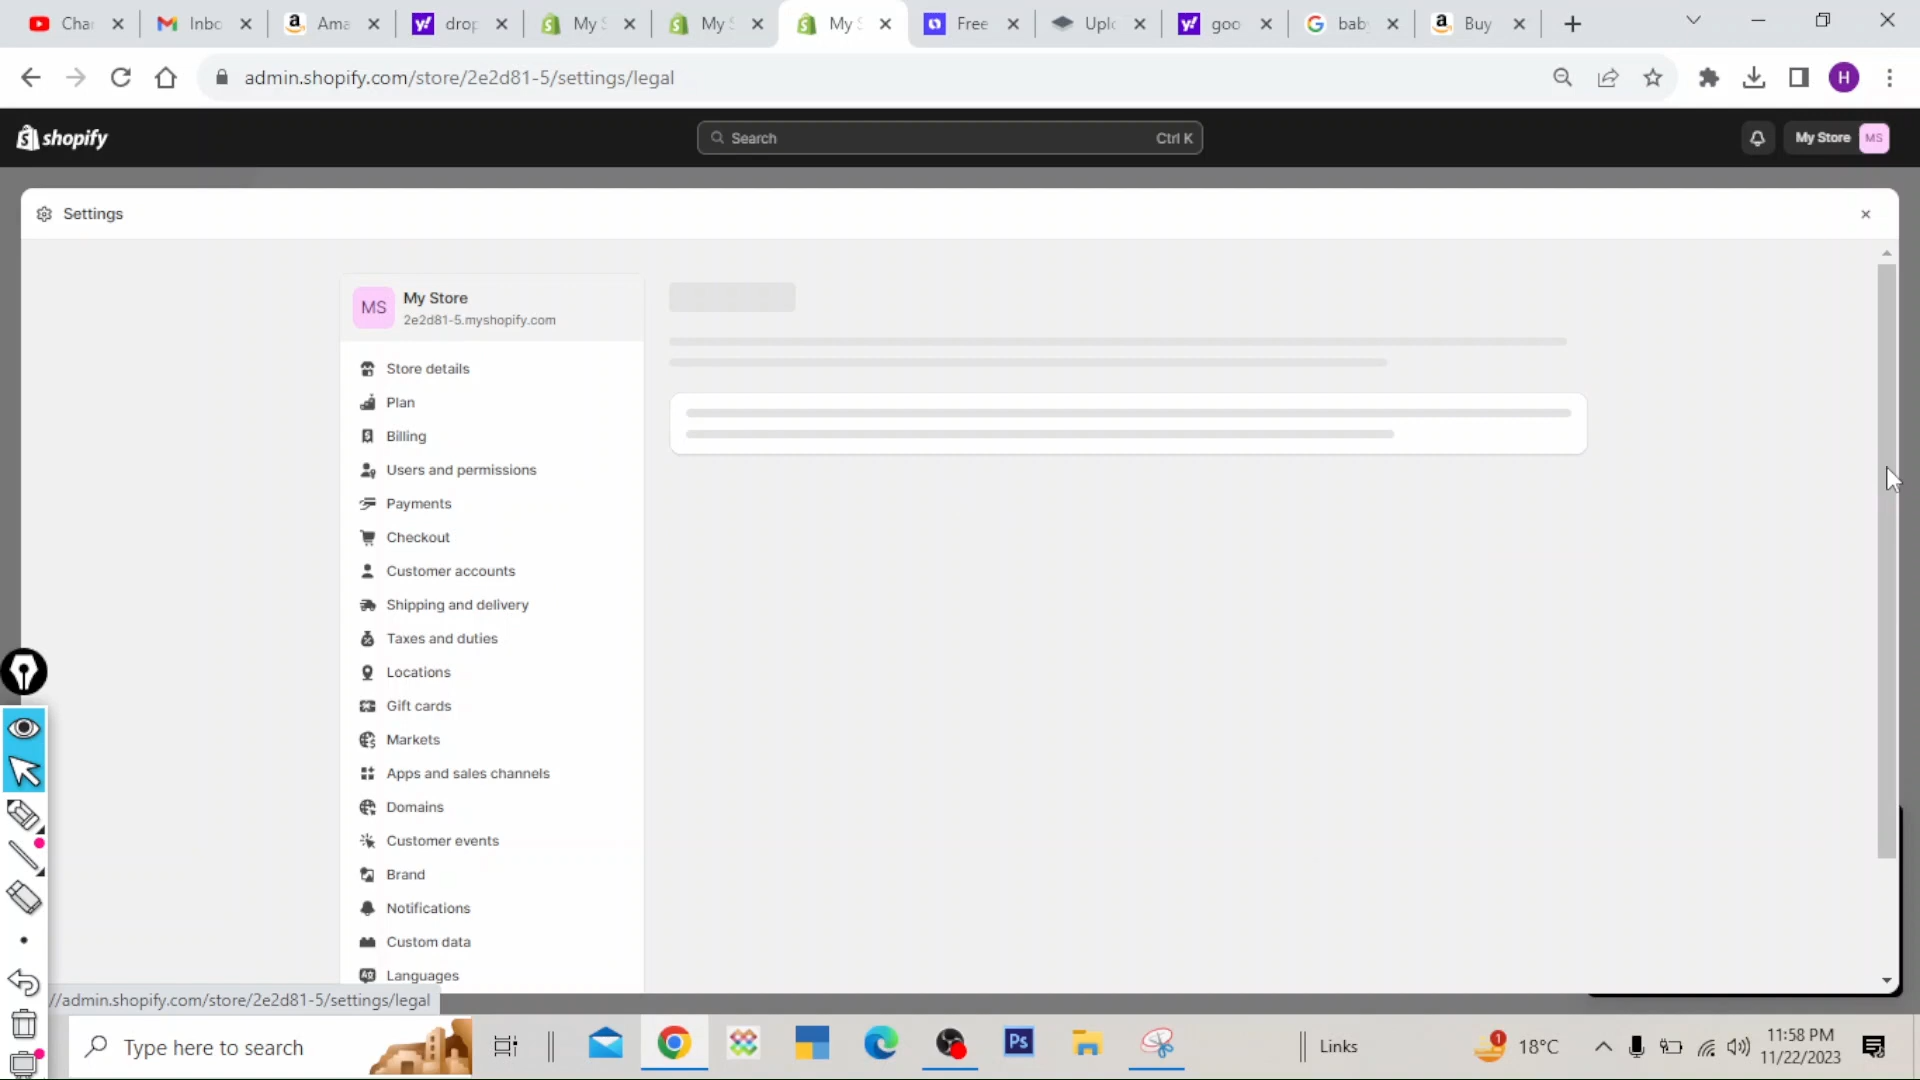 Cha
Inbo
Ama
drop
My S
My S
My S
Free
Uplo
goo
bab
Buy
admin.shopify.com/store/2e2d81-5/settings/legal
H
shopify
Search
Ctrl K
My Store
MS
Settings
MS
My Store
2e2d81-5.myshopify.com
Store details
Plan
Billing
Users and permissions
Payments
Checkout
Customer accounts
Shipping and delivery
Taxes and duties
Locations
Gift cards
Markets
Apps and sales channels
Domains
Customer events
Brand
Notifications
Custom data
Languages
//admin.shopify.com/store/2e2d81-5/settings/legal
Type here to search
Ps
Links
1
18°C
11:58 PM
11/22/2023